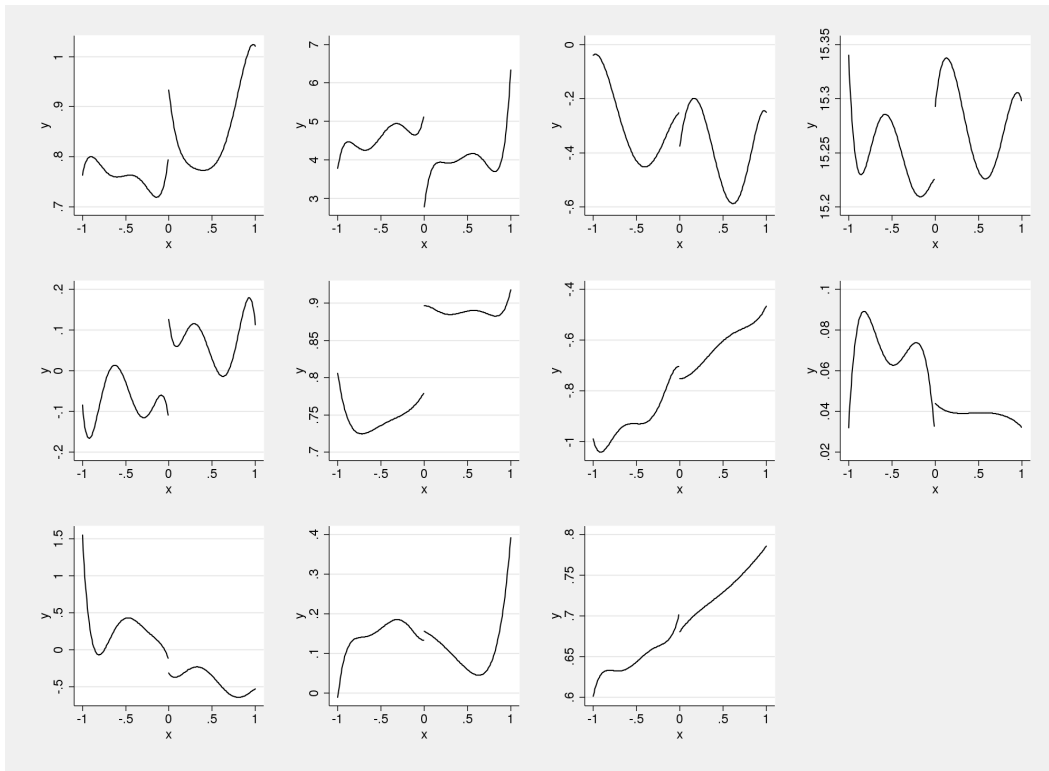 y
.7 .8 .9 1
-1 -.5 0 .5 1
x
y
3 4 5 6 7
-1 -.5 0 .5 1
x
y
-.6 -.4 -.2 0
-1 -.5 0 .5 1
x
y
15.2 15.25 15.3 15.35
-1 -.5 0 .5 1
x
y
-.2 -.1 0 .1 .2
-1 -.5 0 .5 1
x
y
.7 .75 .8 .85 .9
-1 -.5 0 .5 1
x
y
-1 -.8 -.6 -.4
-1 -.5 0 .5 1
x
y
.02 .04 .06 .08 .1
-1 -.5 0 .5 1
x
y
-.5 0 .5 1 1.5
-1 -.5 0 .5 1
x
y
0 .1 .2 .3 .4
-1 -.5 0 .5 1
x
y
.6 .65 .7 .75 .8
-1 -.5 0 .5 1
x